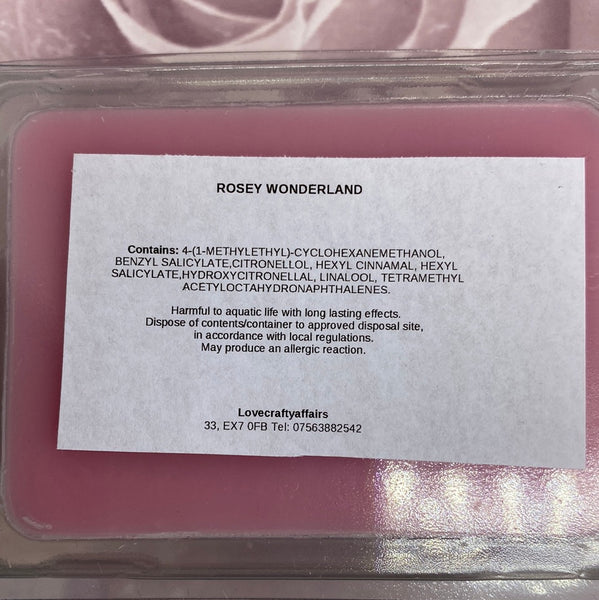 ROSEY WONDERLAND
Contains: 4-(1-METHYLETHYL)-CYCLOHEXANEMETHANOL,
BENZYL SALICYLATE,CITRONELLOL, HEXYL CINNAMAL, HEXYL
SALICYLATE,HYDROXYCITRONELLAL, LINALOOL, TETRAMETHYL
ACETYLOCTAHYDRONAPHTHALENES.
Harmful to aquatic life with long lasting effects.
Dispose of contents/container to approved disposal site,
in accordance with local regulations.
May produce an allergic reaction.
Lovecraftyaffairs
33, EX7 0FB Tel: 07563882542